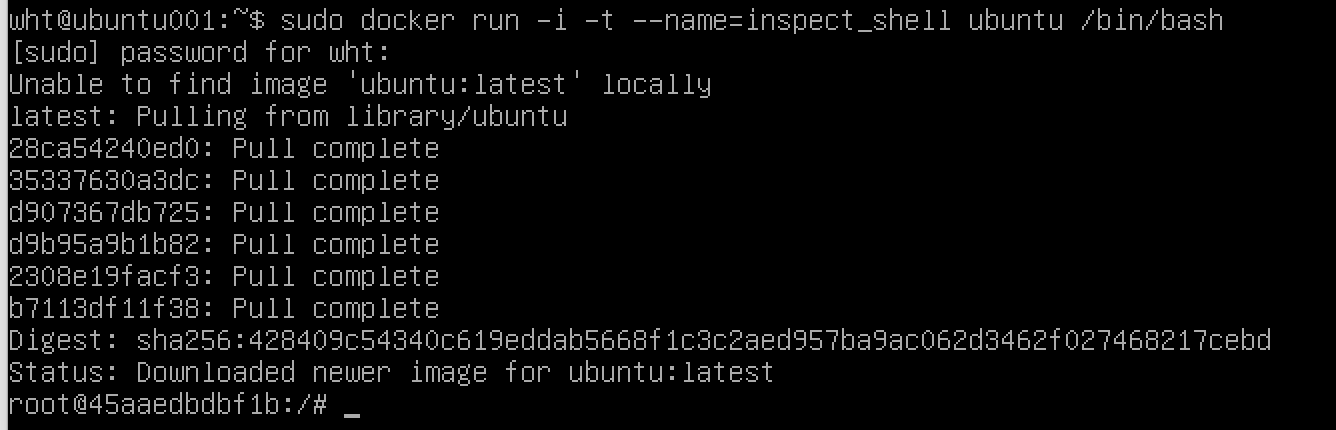 wht@ubuntu001:~$ sudo docker run -i -t --name=inspect_shell ubuntu /bin/bash
[sudo] password for wht:
Unable to find image 'ubuntu:latest' locally
latest: Pulling from library/ubuntu
28ca54240ed0: Pull complete
35337630a3dc: Pull complete
d907367db725: Pull complete
d9b95a9b1b82: Pull complete
2308e19facf3: Pull complete
b7113df11f38: Pull complete
Digest: sha256:428409c54340c619eddab5668f1c3c2aed957ba9ac062d3462f027468217cebd
Status: Downloaded newer image for ubuntu:latest
root@45aaedbdbf1b:/# _